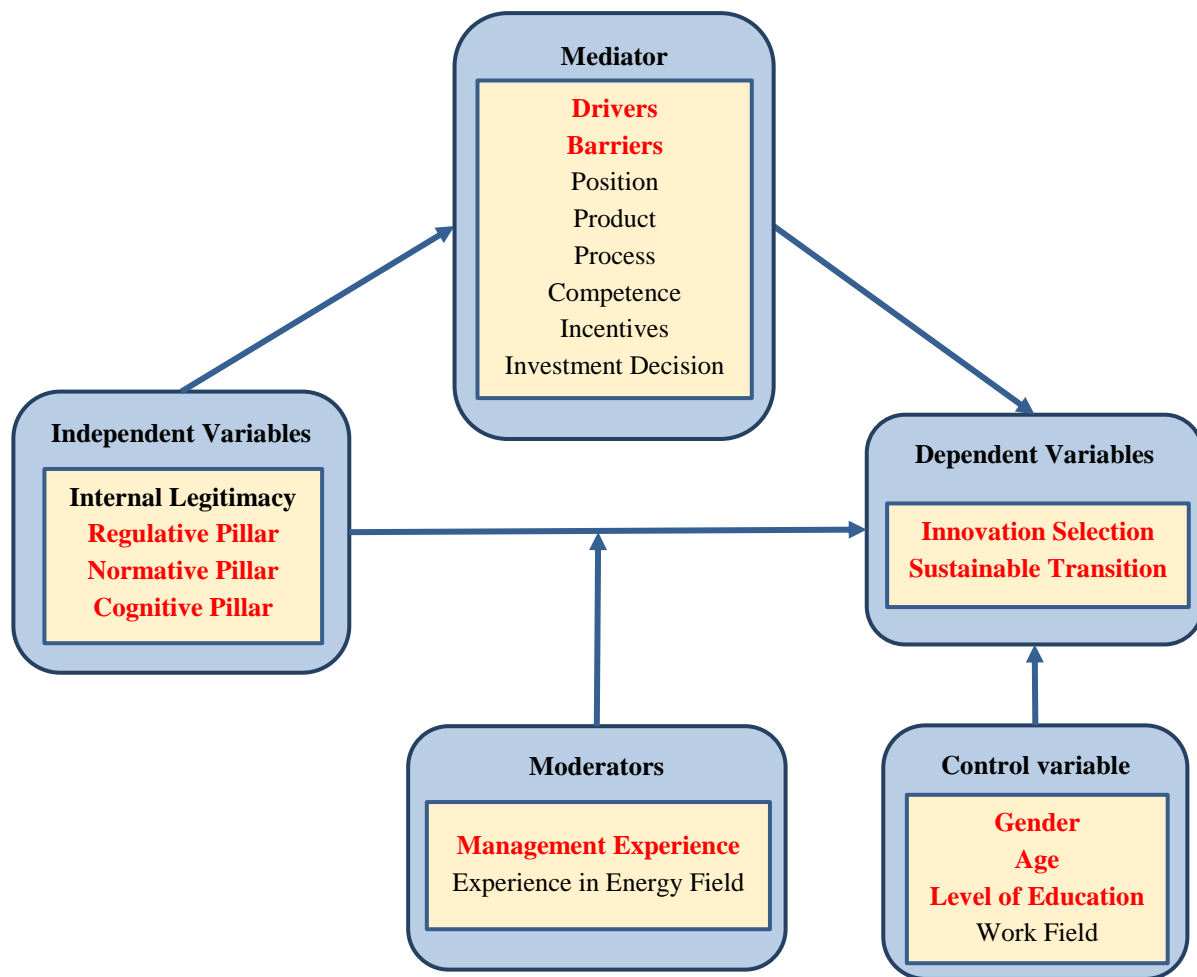 Mediator
Drivers
Barriers
Position
Product
Process
Competence
Incentives
Investment Decision
Independent Variables
Internal Legitimacy
Regulative Pillar
Normative Pillar
Cognitive Pillar
Dependent Variables
Innovation Selection
Sustainable Transition
Moderators
Management Experience
Experience in Energy Field
Control variable
Gender
Age
Level of Education
Work Field